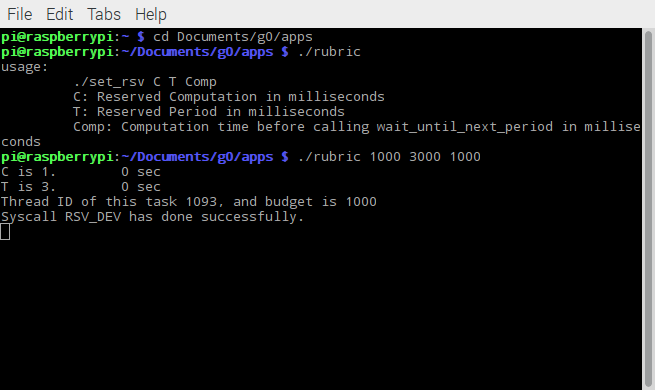 File Edit Tabs Help
pi@raspberrypi:~ $ cd Documents/g0/apps
pi@raspberrypi:~/Documents/g0/apps $ ./rubric
usage:
./set_rsv C T Comp
C: Reserved Computation in milliseconds
T: Reserved Period in milliseconds
Comp: Computation time before calling wait_until_next_period in millise
conds
pi@raspberrypi:~/Documents/g0/apps $ ./rubric 1000 3000 1000
C is 1. 0 sec
T is 3. 0 sec
Thread ID of this task 1093, and budget is 1000
Syscall RSV_DEV has done successfully.